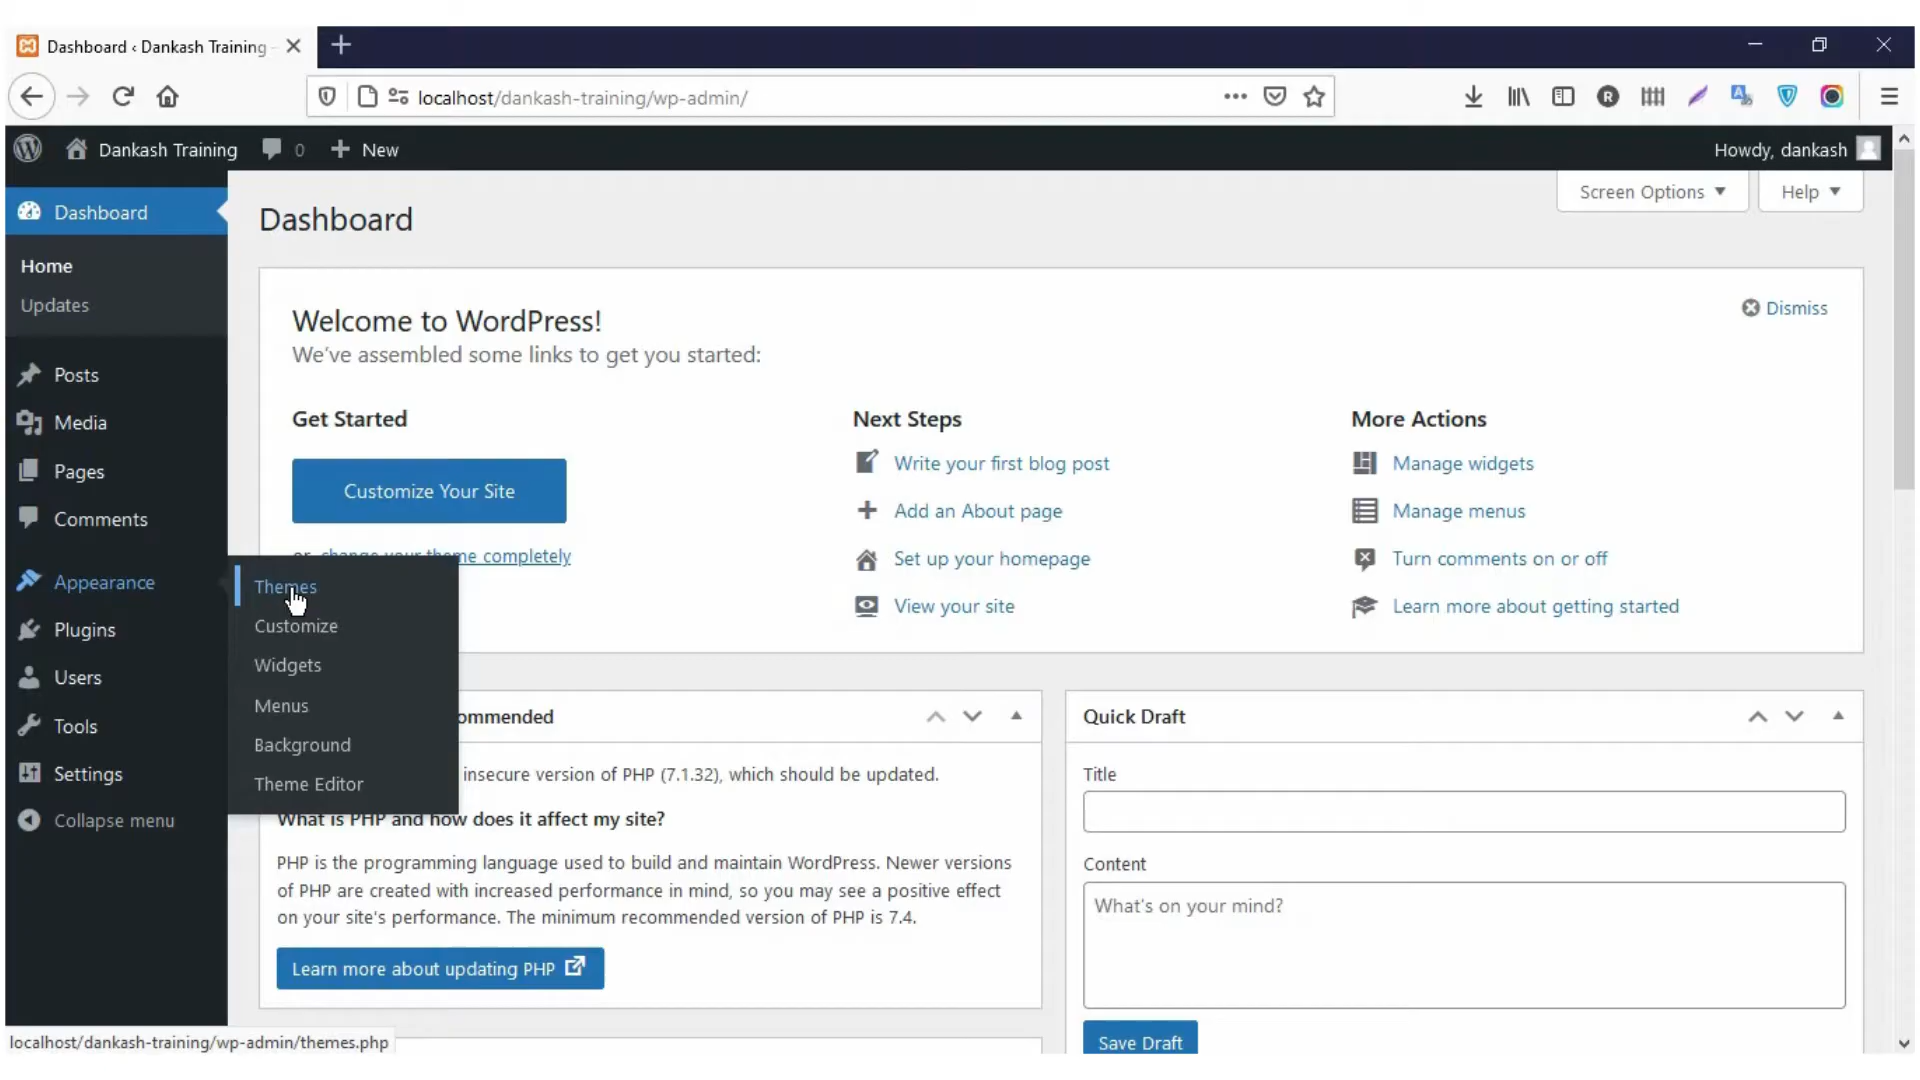 Dashboard ‹ Dankash Training
localhost/dankash-training/wp-admin/
Dankash Training 0 New Howdy, dankash
Screen Options Help
Dashboard
Home
Updates
Posts
Media
Pages
Comments
Appearance
Plugins
Users
Tools
Settings
Collapse menu
Themes
Customize
Widgets
Menus
Background
Theme Editor
Dashboard
Welcome to WordPress!
Dismiss
We've assembled some links to get you started:
Get Started
Customize Your Site
or, change your theme completely
Next Steps
Write your first blog post
Add an About page
Set up your homepage
View your site
More Actions
Manage widgets
Manage menus
Turn comments on or off
Learn more about getting started
ommended
insecure version of PHP (7.1.32), which should be updated.
What is PHP and how does it affect my site?
PHP is the programming language used to build and maintain WordPress. Newer versions
of PHP are created with increased performance in mind, so you may see a positive effect
on your site's performance. The minimum recommended version of PHP is 7.4.
Learn more about updating PHP
Quick Draft
Title
Content
What's on your mind?
Save Draft
localhost/dankash-training/wp-admin/themes.php